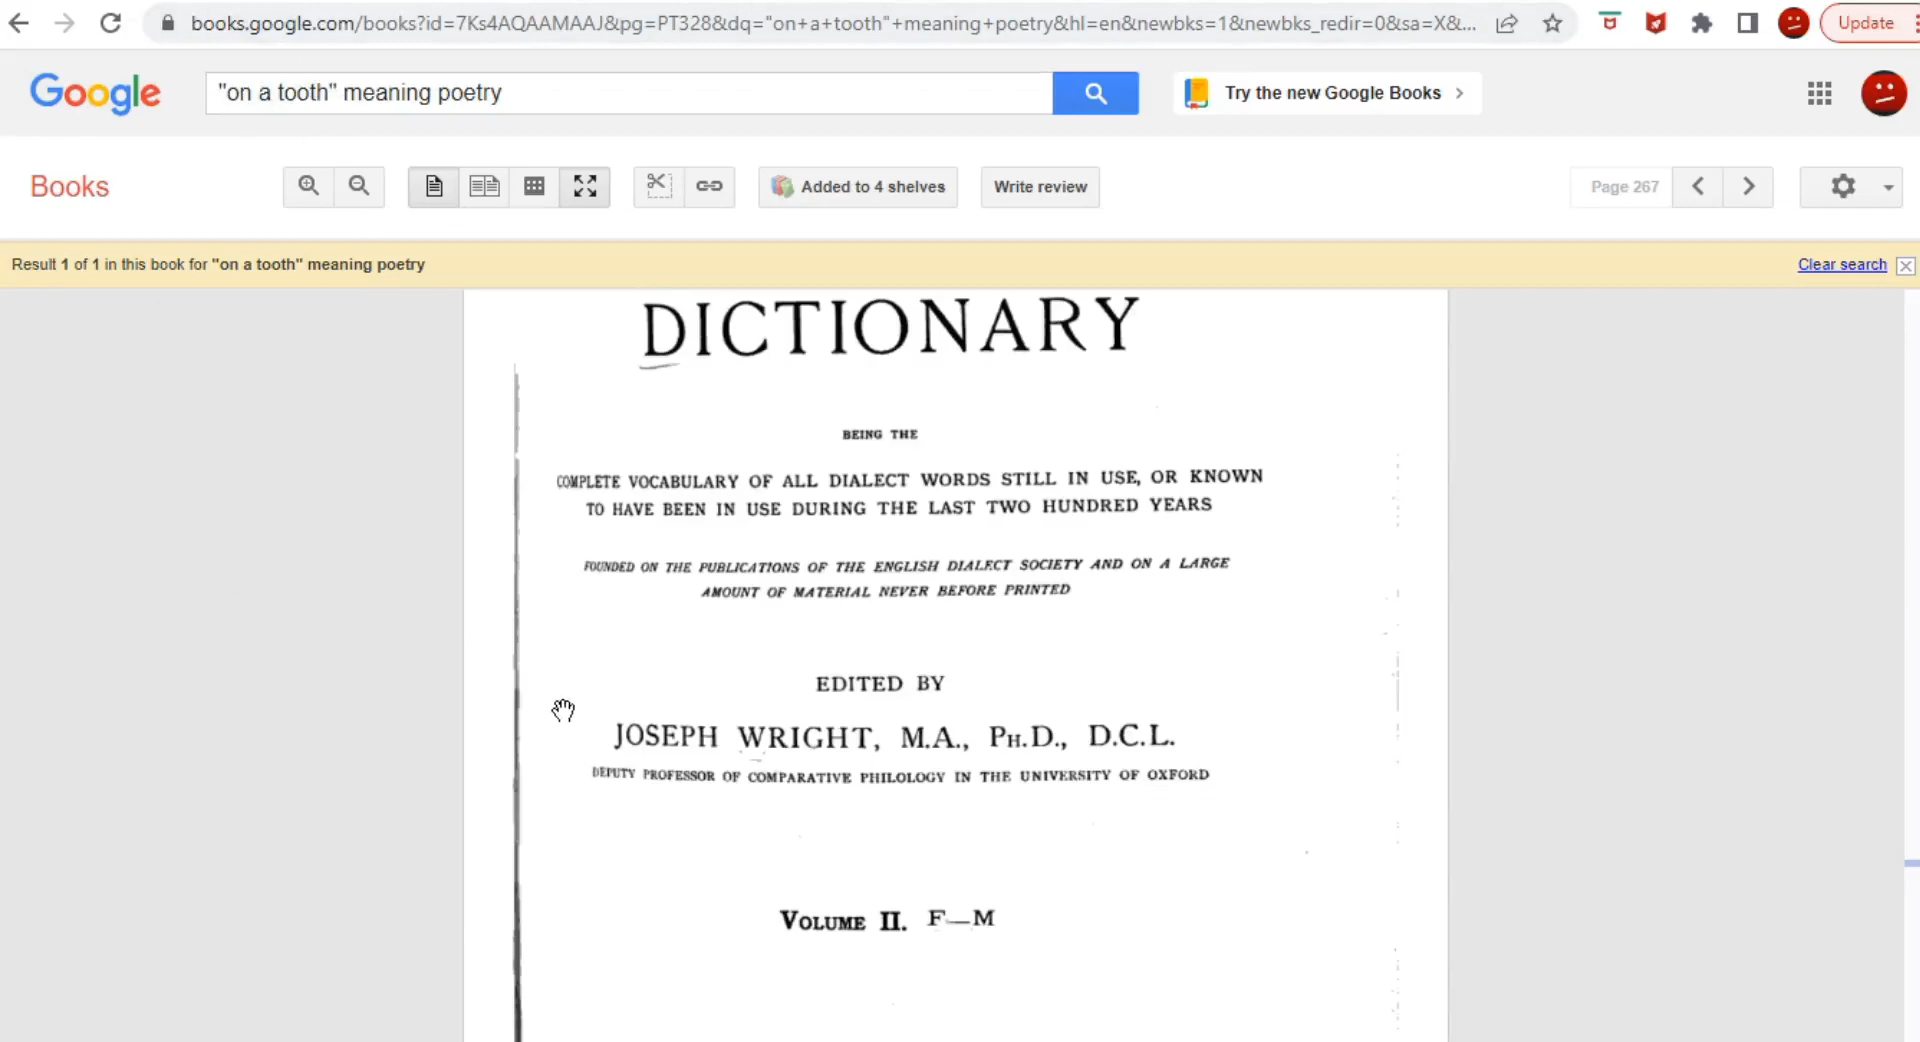 books.google.com/books?id=7Ks4AQAAMAAJ&pg=PT328&dq="on+a+tooth"+meaning+poetry&hl=en&newbks=1&newbks_redir=0&sa=X&...
Update
Google
"on a tooth" meaning poetry
Try the new Google Books
Books
Added to 4 shelves
Write review
Page 267
Result 1 of 1 in this book for "on a tooth" meaning poetry
Clear search
DICTIONARY
BEING THE
COMPLETE VOCABULARY OF ALL DIALECT WORDS STILL IN USE, OR KNOWN
TO HAVE BEEN IN USE DURING THE LAST TWO HUNDRED YEARS
FOUNDED ON THE PUBLICATIONS OF THE ENGLISH DIALECT SOCIETY AND ON A LARGE
AMOUNT OF MATERIAL NEVER BEFORE PRINTED
EDITED BY
JOSEPH WRIGHT, M.A., PH.D., D.C.L.
DEPUTY PROFESSOR OF COMPARATIVE PHILOLOGY IN THE UNIVERSITY OF OXFORD
VOLUME II. F—M